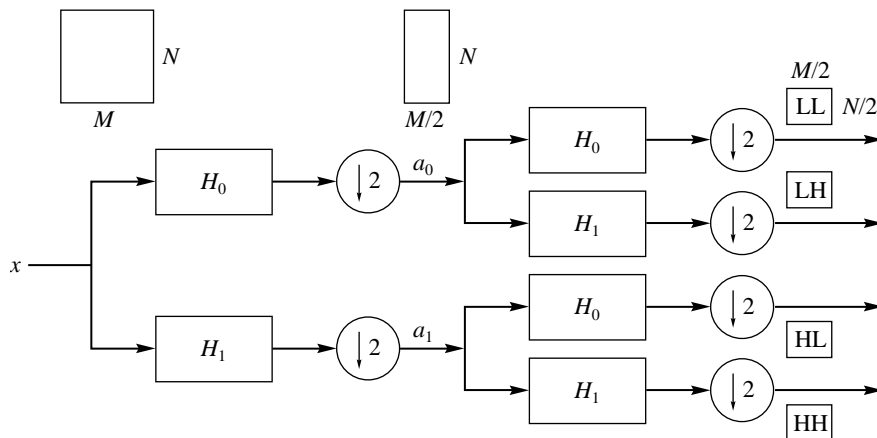 N
M
N
M/2
M/2
LL
N/2
H₀
↓ 2
LH
H₀
↓ 2
a₀
H₁
↓ 2
x
H₀
↓ 2
HL
H₁
↓ 2
a₁
H₁
↓ 2
HH